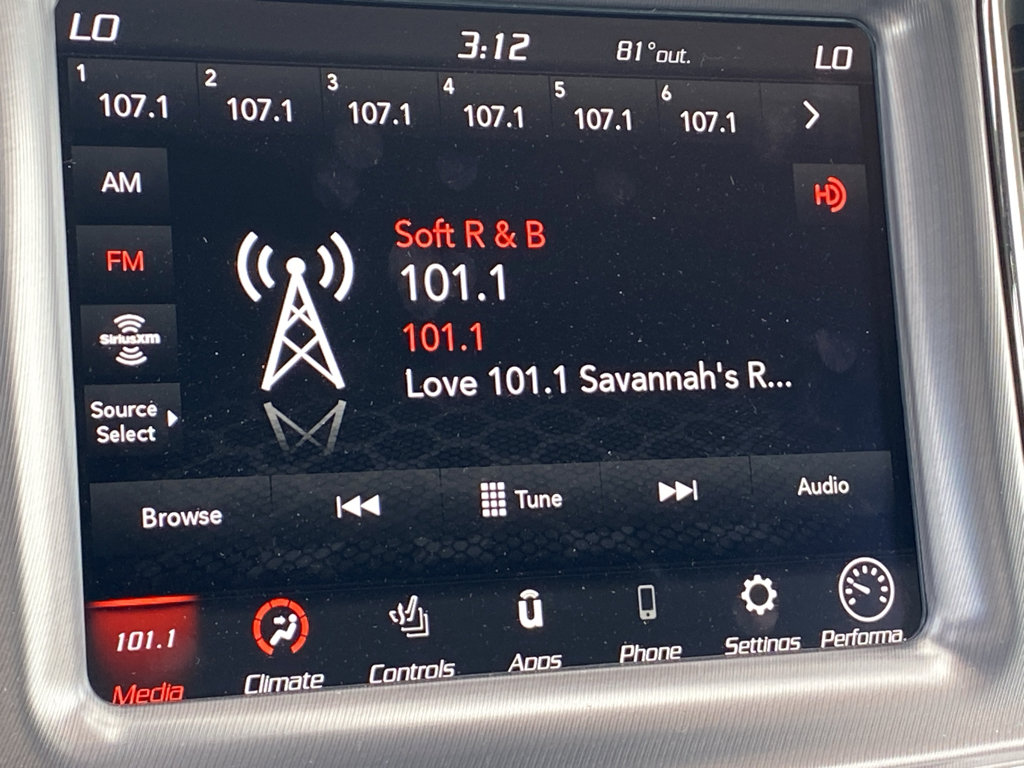 LO 3:12 81°out. LO
1 2 3 4 5 6
107.1 107.1 107.1 107.1 107.1 107.1
AM
HD
Soft R & B
FM
101.1
101.1
SiriusXM
Love 101.1 Savannah's R...
Source
Select
Browse Tune Audio
101.1
Media Climate Controls Apps Phone Settings Performa.